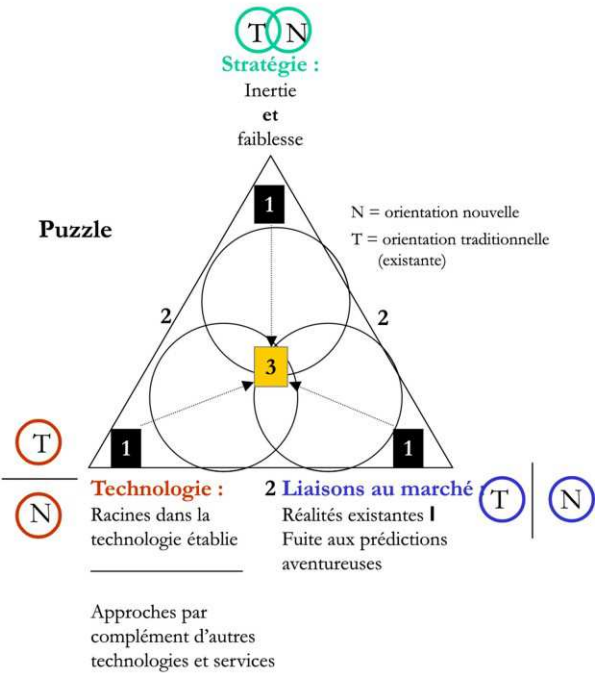 T N
Stratégie :
Inertie
et
faiblesse
1
Puzzle
N = orientation nouvelle
T = orientation traditionnelle
(existante)
2
2
3
T
1
1
N
Technologie :
Racines dans la
technologie établie
2 Liaisons au marché :
Réalités existantes I
Fuite aux prédictions
aventureuses
T
N
Approches par
complément d'autres
technologies et services